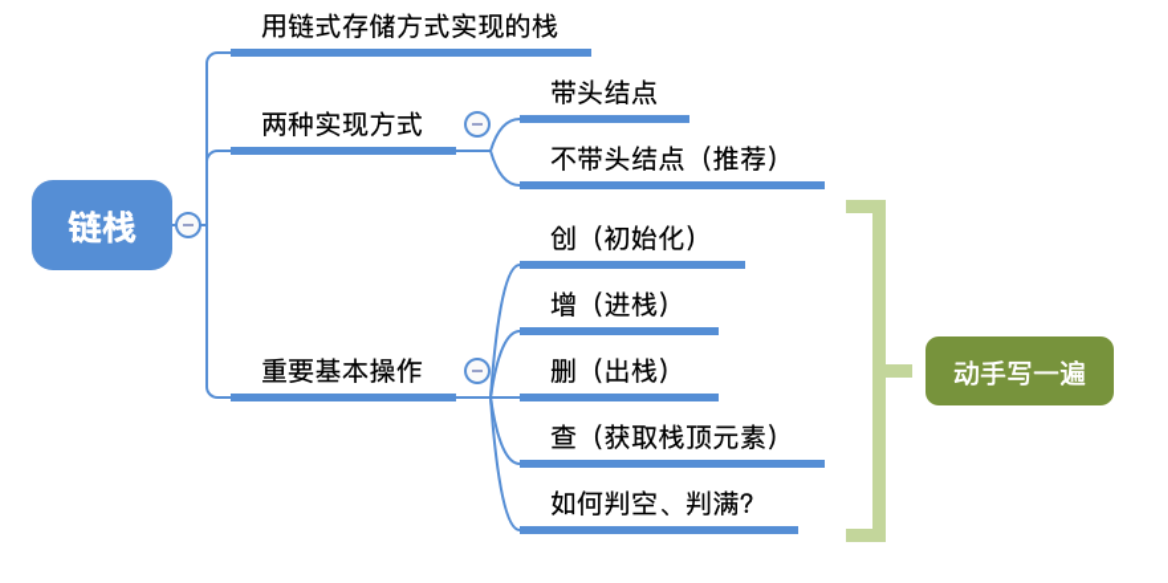 用链式存储方式实现的栈
带头结点
两种实现方式
不带头结点（推荐）
链栈
创（初始化）
增（进栈）
重要基本操作
删（出栈）
动手写一遍
查（获取栈顶元素）
如何判空、判满？